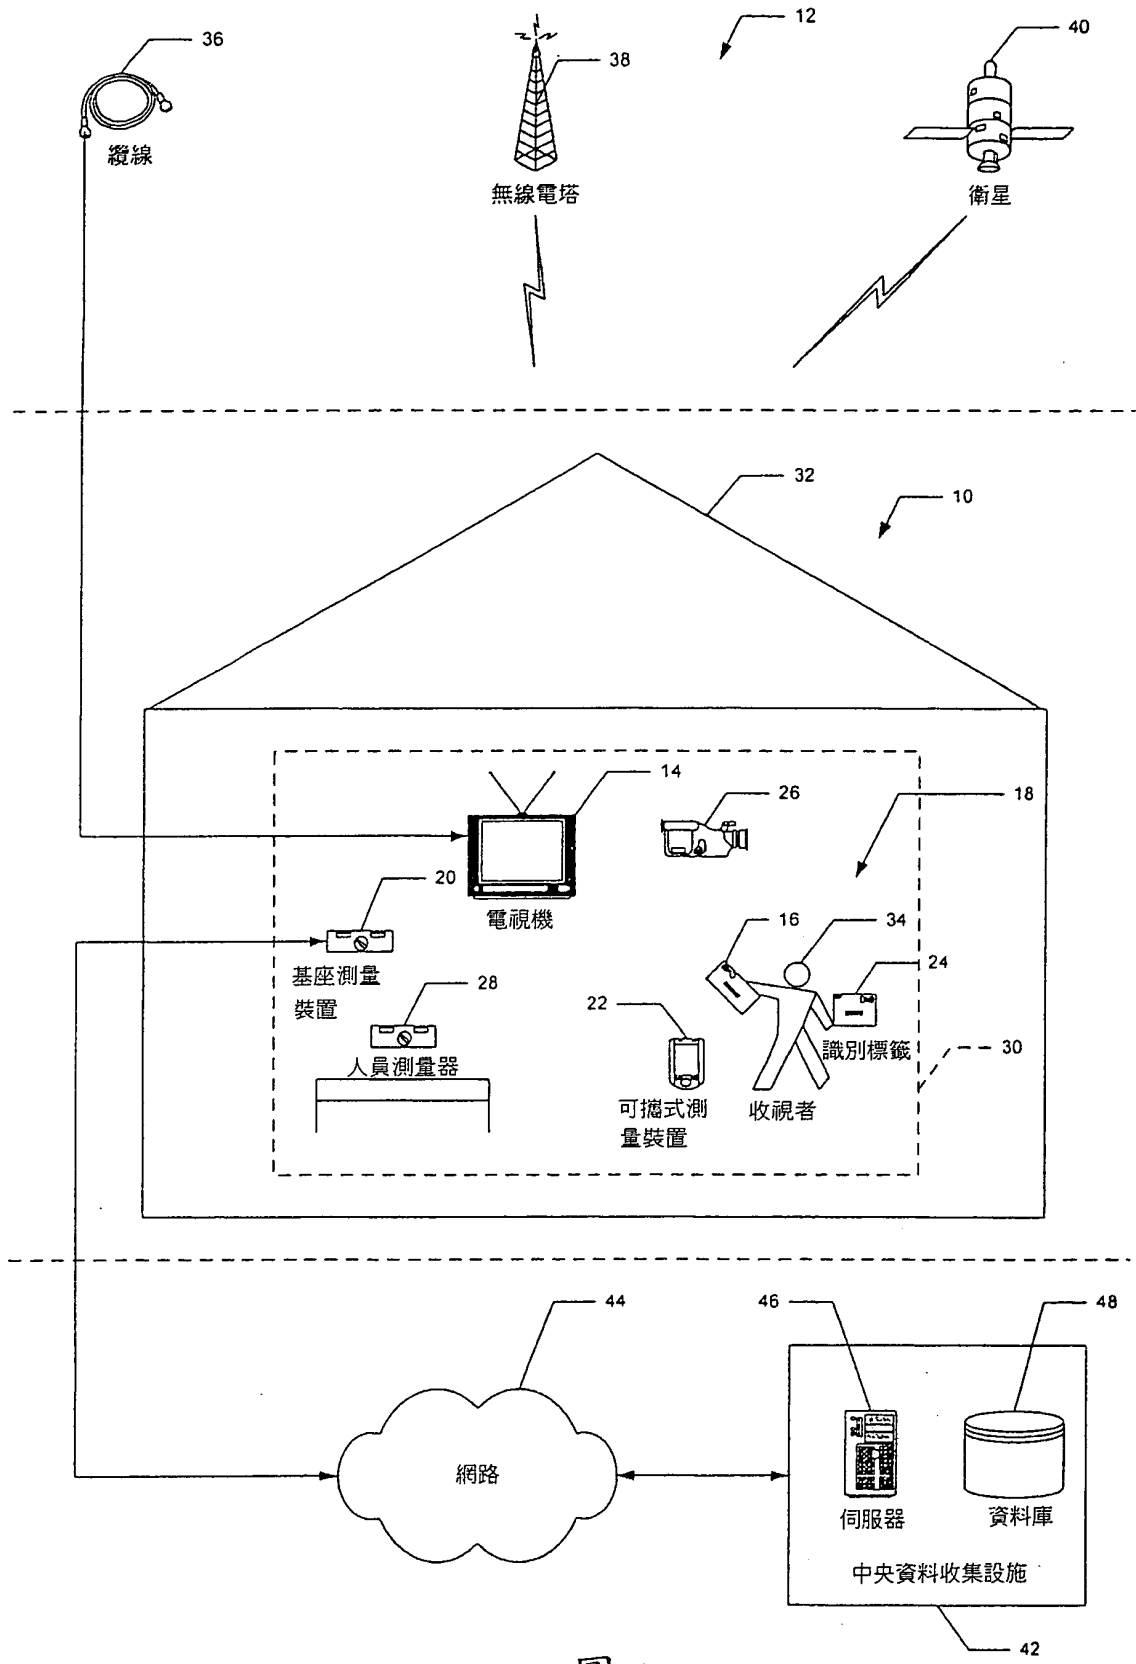 36
38
12
40
纜線
無線電塔
衛星
32
10
14
26
18
20
電視機
16
34
24
基座測量
裝置
28
22
人員測量器
識別標籤
30
可攜式測
量裝置
收視者
44
46
48
網路
伺服器
資料庫
中央資料收集設施
42
圖